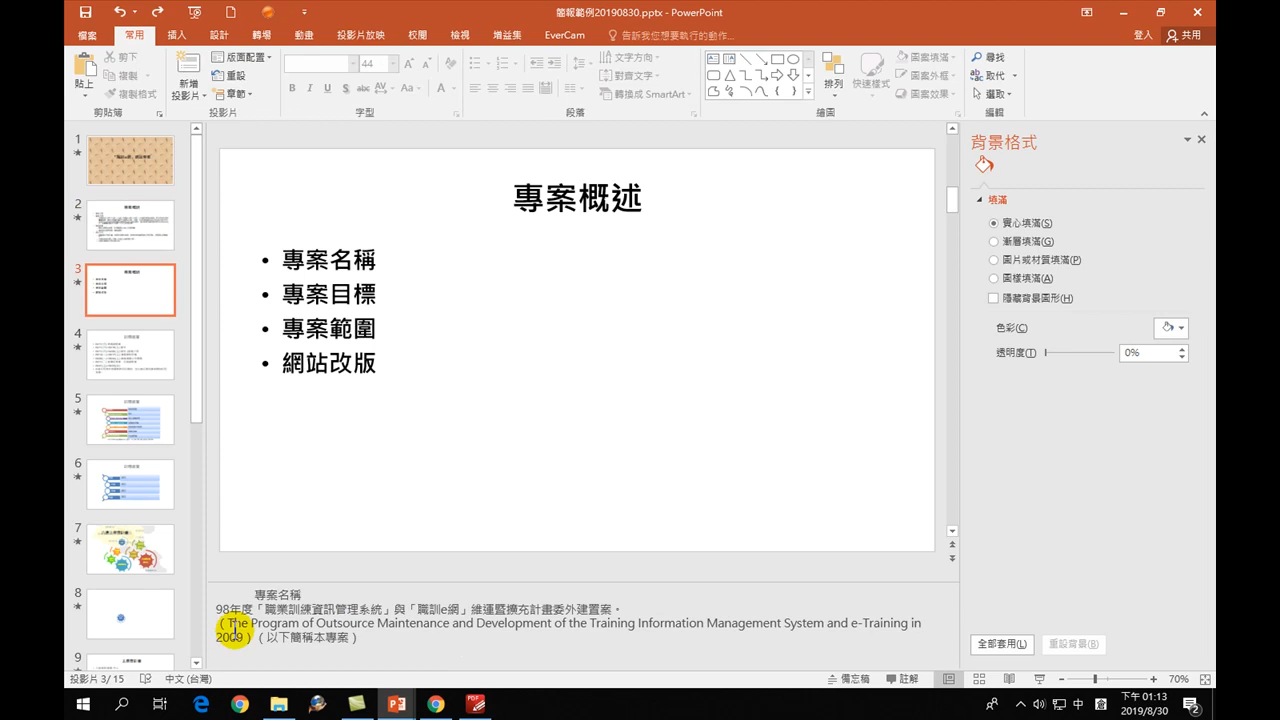 簡報範例20190830.pptx - PowerPoint
檔案 常用 插入 設計 轉場 動畫 投影片放映 校閱 檢視 增益集 EverCam 告訴我您想要執行的動作... 登入 共用
貼上 剪下 複製 複製格式
剪貼簿
新增投影片 版面配置 重設 章節
投影片
44
字型
文字方向 對齊文字 轉換成 SmartArt
段落
排列 快速樣式 圖案填滿 圖案外框 圖案效果
繪圖
尋找 取代 選取
編輯
1
2
3
4
5
6
7
8
9
專案概述
• 專案名稱
• 專案目標
• 專案範圍
• 網站改版
專案名稱
98年度「職業訓練資訊管理系統」與「職訓e網」維運暨擴充計畫委外建置案。
（The Program of Outsource Maintenance and Development of the Training Information Management System and e-Training in
2009）（以下簡稱本專案）
背景格式
填滿
實心填滿(S)
漸層填滿(G)
圖片或材質填滿(P)
圖樣填滿(A)
隱藏背景圖形(H)
色彩(C)
透明度(T) 0%
全部套用(L) 重設背景(B)
投影片 3/15 中文 (台灣) 備忘稿 註解 70%
下午 01:13
2019/8/30